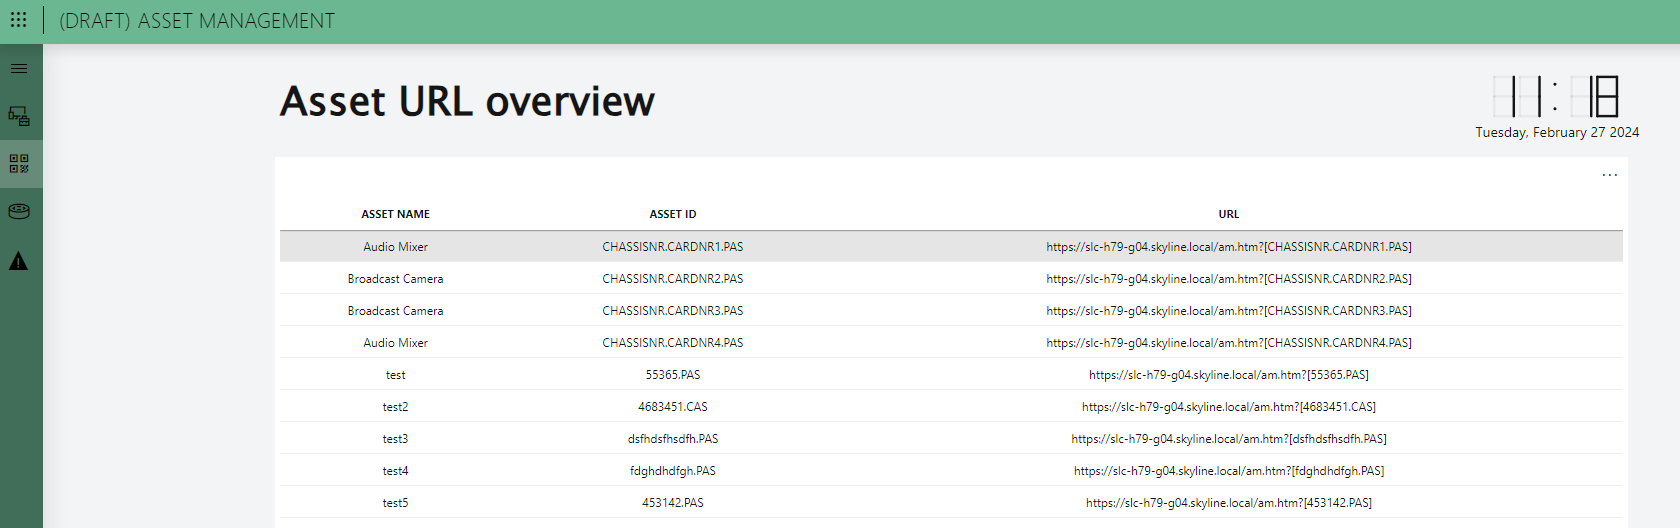 (DRAFT) ASSET MANAGEMENT
Asset URL overview
11:18
Tuesday, February 27 2024
...
ASSET NAME ASSET ID URL
Audio Mixer CHASSISNR.CARDNR1.PAS https://slc-h79-g04.skyline.local/am.htm?[CHASSISNR.CARDNR1.PAS]
Broadcast Camera CHASSISNR.CARDNR2.PAS https://slc-h79-g04.skyline.local/am.htm?[CHASSISNR.CARDNR2.PAS]
Broadcast Camera CHASSISNR.CARDNR3.PAS https://slc-h79-g04.skyline.local/am.htm?[CHASSISNR.CARDNR3.PAS]
Audio Mixer CHASSISNR.CARDNR4.PAS https://slc-h79-g04.skyline.local/am.htm?[CHASSISNR.CARDNR4.PAS]
test 55365.PAS https://slc-h79-g04.skyline.local/am.htm?[55365.PAS]
test2 4683451.CAS https://slc-h79-g04.skyline.local/am.htm?[4683451.CAS]
test3 dsfhdsfhsdfh.PAS https://slc-h79-g04.skyline.local/am.htm?[dsfhdsfhsdfh.PAS]
test4 fdghdhdfgh.PAS https://slc-h79-g04.skyline.local/am.htm?[fdghdhdfgh.PAS]
test5 453142.PAS https://slc-h79-g04.skyline.local/am.htm?[453142.PAS]